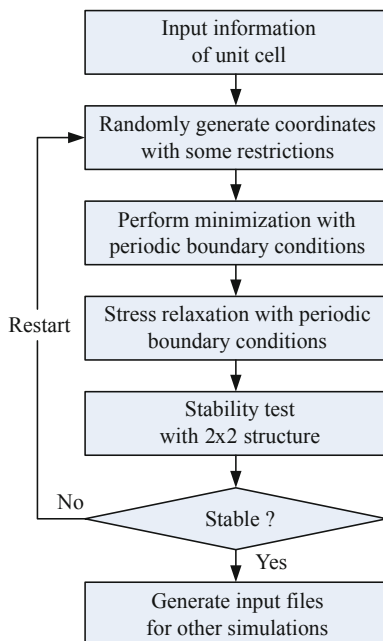 Input information
of unit cell
Randomly generate coordinates
with some restrictions
Perform minimization with
periodic boundary conditions
Restart
Stress relaxation with periodic
boundary conditions
Stability test
with 2x2 structure
No
Stable ?
Yes
Generate input files
for other simulations